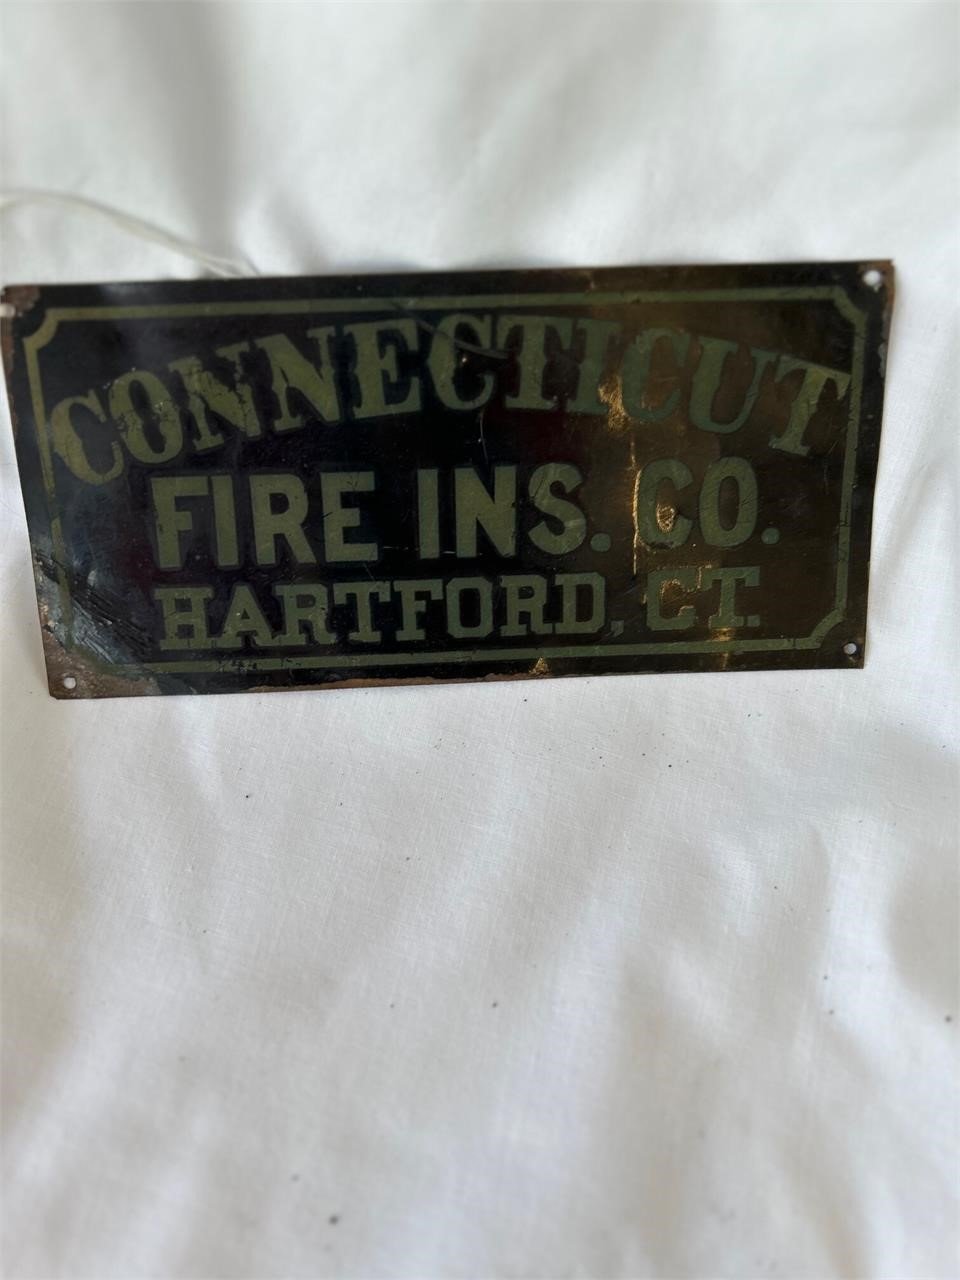 CONNECTICUT
FIRE INS. CO.
HARTFORD, CT.